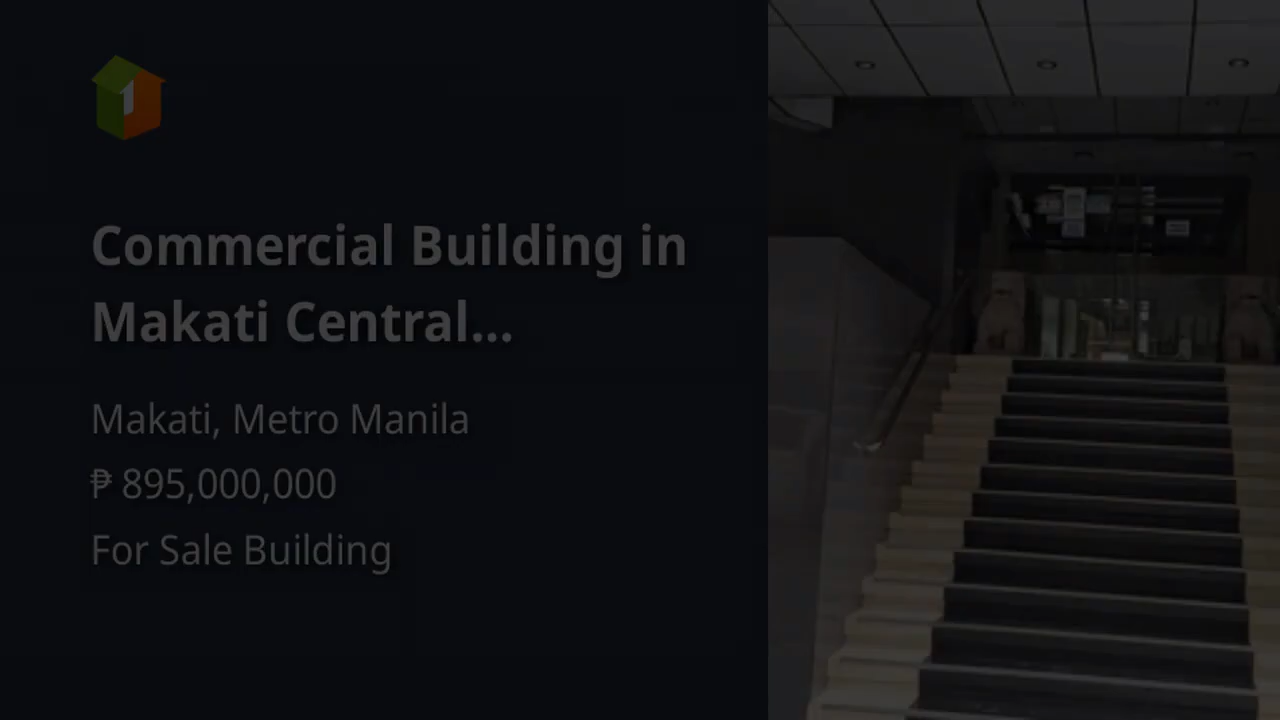 Commercial Building in
Makati Central...
Makati, Metro Manila
₱ 895,000,000
For Sale Building